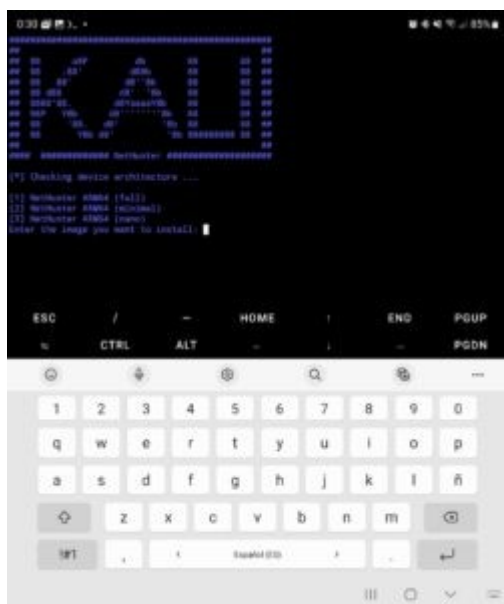 0:30 85%
KALI
NetHunter
[*] Checking device architecture ...
[1] NetHunter ARM64 (full)
[2] NetHunter ARM64 (minimal)
[3] NetHunter ARM64 (nano)
Enter the image you want to install:
ESC / — HOME ↑ END PGUP
CTRL ALT ↓ PGDN
1 2 3 4 5 6 7 8 9 0
q w e r t y u i o p
a s d f g h j k l ñ
z x c v b n m
!#1 , < Español > .